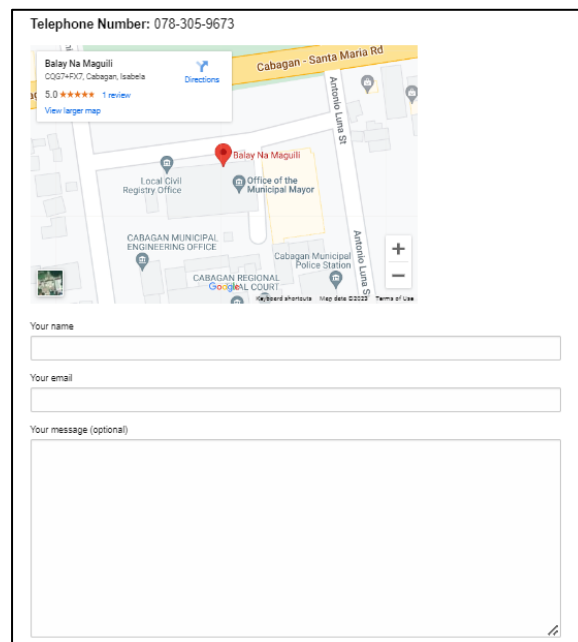 Telephone Number: 078-305-9673
Balay Na Maguili
CQG7+FX7, Cabagan, Isabela
5.0
1 review
View larger map
Directions
Cabagan - Santa Maria Rd
Antonio Luna St
Balay Na Maguili
Local Civil
Registry Office
Office of the
Municipal Mayor
CABAGAN MUNICIPAL
ENGINEERING OFFICE
Cabagan Municipal
Police Station
Antonio Luna St
CABAGAN REGIONAL
COURT
Google
+
−
Keyboard shortcuts
Map data ©2023
Terms of Use
Your name
Your email
Your message (optional)